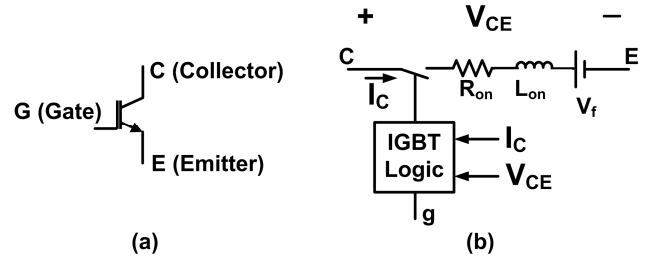 C (Collector)
G (Gate)
E (Emitter)
(a)
+ VCE −
C
E
IC
Ron
Lon
Vf
IGBT
Logic
IC
VCE
g
(b)